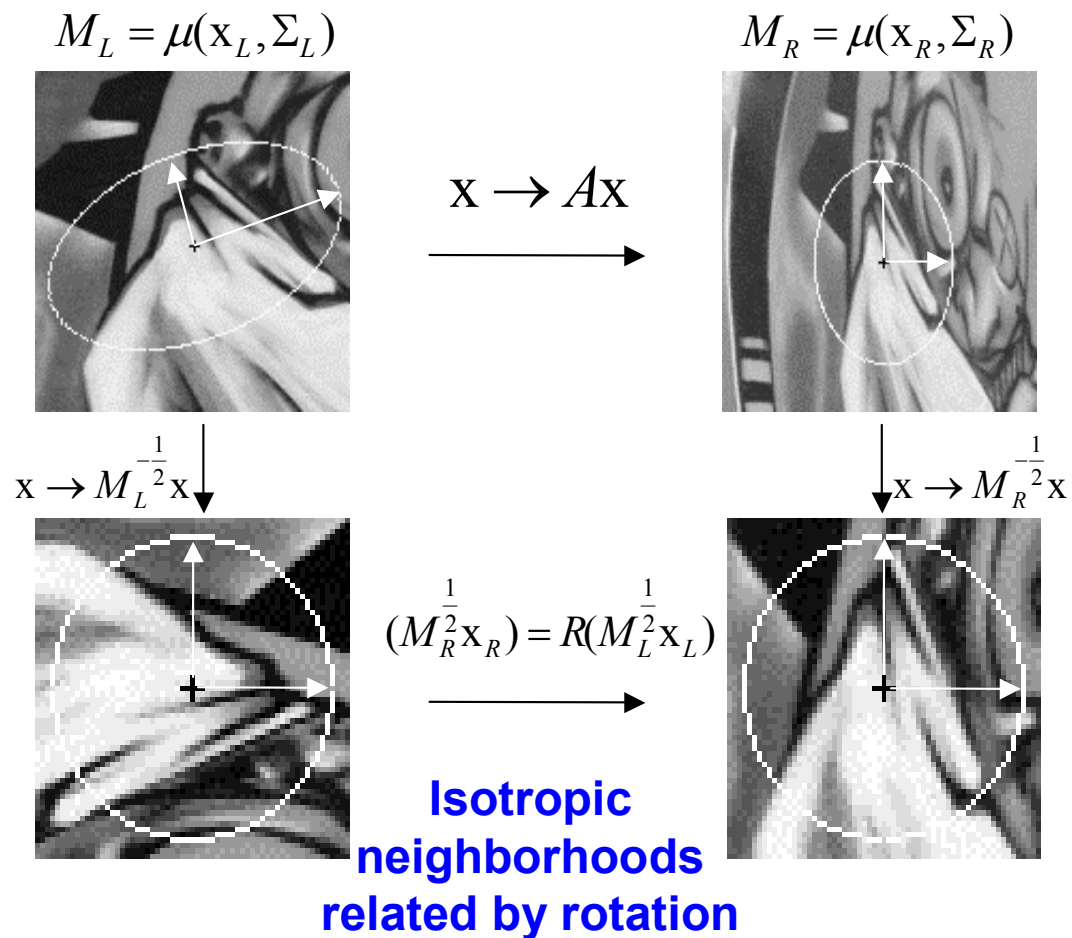 M_L = μ(x_L, Σ_L)
M_R = μ(x_R, Σ_R)
x → Ax
x → M_L^{-1/2} x
x → M_R^{-1/2} x
(M_R^{1/2} x_R) = R(M_L^{1/2} x_L)
Isotropic
neighborhoods
related by rotation